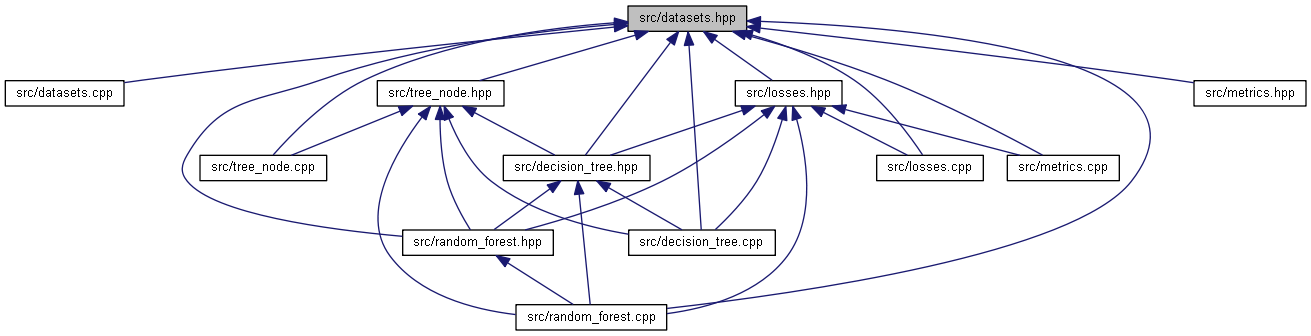 src/datasets.hpp
src/datasets.cpp
src/tree_node.hpp
src/losses.hpp
src/metrics.hpp
src/tree_node.cpp
src/decision_tree.hpp
src/losses.cpp
src/metrics.cpp
src/random_forest.hpp
src/decision_tree.cpp
src/random_forest.cpp